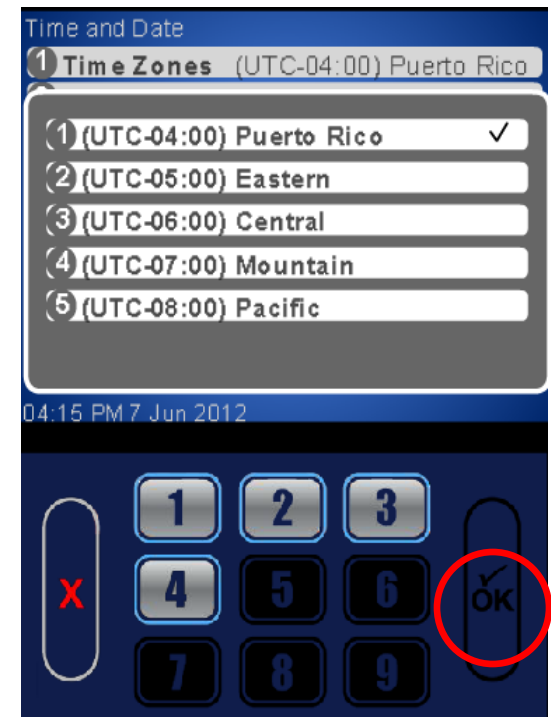 Time and Date
1 Time Zones (UTC-04:00) Puerto Rico
1 (UTC-04:00) Puerto Rico ✓
2 (UTC-05:00) Eastern
3 (UTC-06:00) Central
4 (UTC-07:00) Mountain
5 (UTC-08:00) Pacific
04:15 PM 7 Jun 2012
1 2 3
X 4 5 6 OK
7 8 9